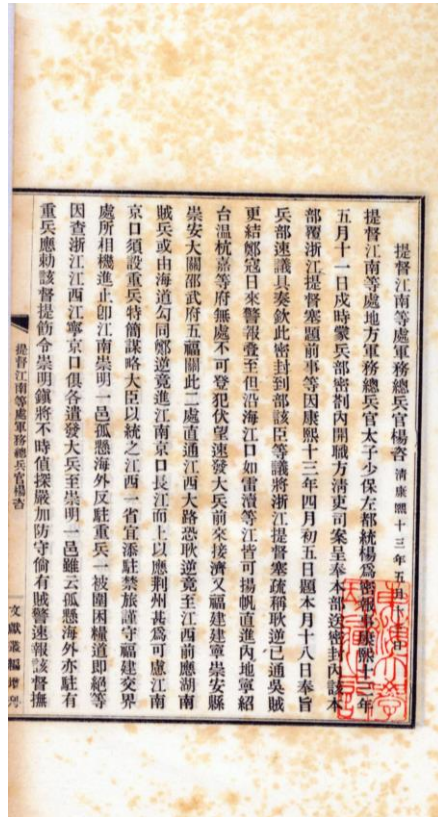 提督江南等處軍務總兵官楊咨 清康熙十三年五月十一日
提督江南等處地方軍務總兵官太子少保左都統楊爲密報事康熙十三年
五月十一日戌時蒙兵部密劄內開職方清吏司案呈奉本部送密封內該本
部覆浙江提督塞題前事等因康熙十三年四月初五日題本月十八日奉旨
兵部速議具奏欽此密封到部該臣等議將浙江提督塞疏稱耿逆已通吳賊
更結鄭寇日來警報疊至但沿海江口如雷瀆等江皆可揚帆直進內地寧紹
台溫杭嘉等府無處不可登犯伏望速發大兵前來接濟又福建建寧崇安縣
崇安大關邵武府五福關此二處直通江西大路恐耿逆竟至江西前應湖南
賊兵或由海道勾同鄭逆竟進江南京口長江而上以應荆州甚爲可慮江南
京口須設重兵特簡謀略大臣以統之江西一省宜添駐禁旅謹守福建交界
處所相機進止卽江南崇明一邑孤懸海外反駐重兵一被圍困糧道卽絕等
因查浙江江西江寧京口俱各遣發大兵至崇明一邑雖云孤懸海外亦駐有
重兵應勅該督提飭令崇明鎭將不時偵探嚴加防守倘有賊警速報該督撫
提督江南等處軍務總兵官楊咨
文獻叢編增刊